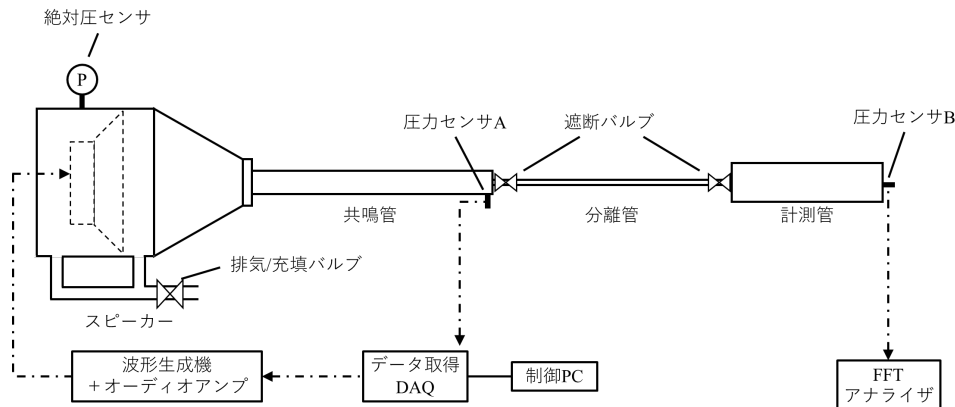 絶対圧センサ
P
圧力センサA
遮断バルブ
圧力センサB
共鳴管
分離管
計測管
排気/充填バルブ
スピーカー
波形生成機
+オーディオアンプ
データ取得
DAQ
制御PC
FFT
アナライザ